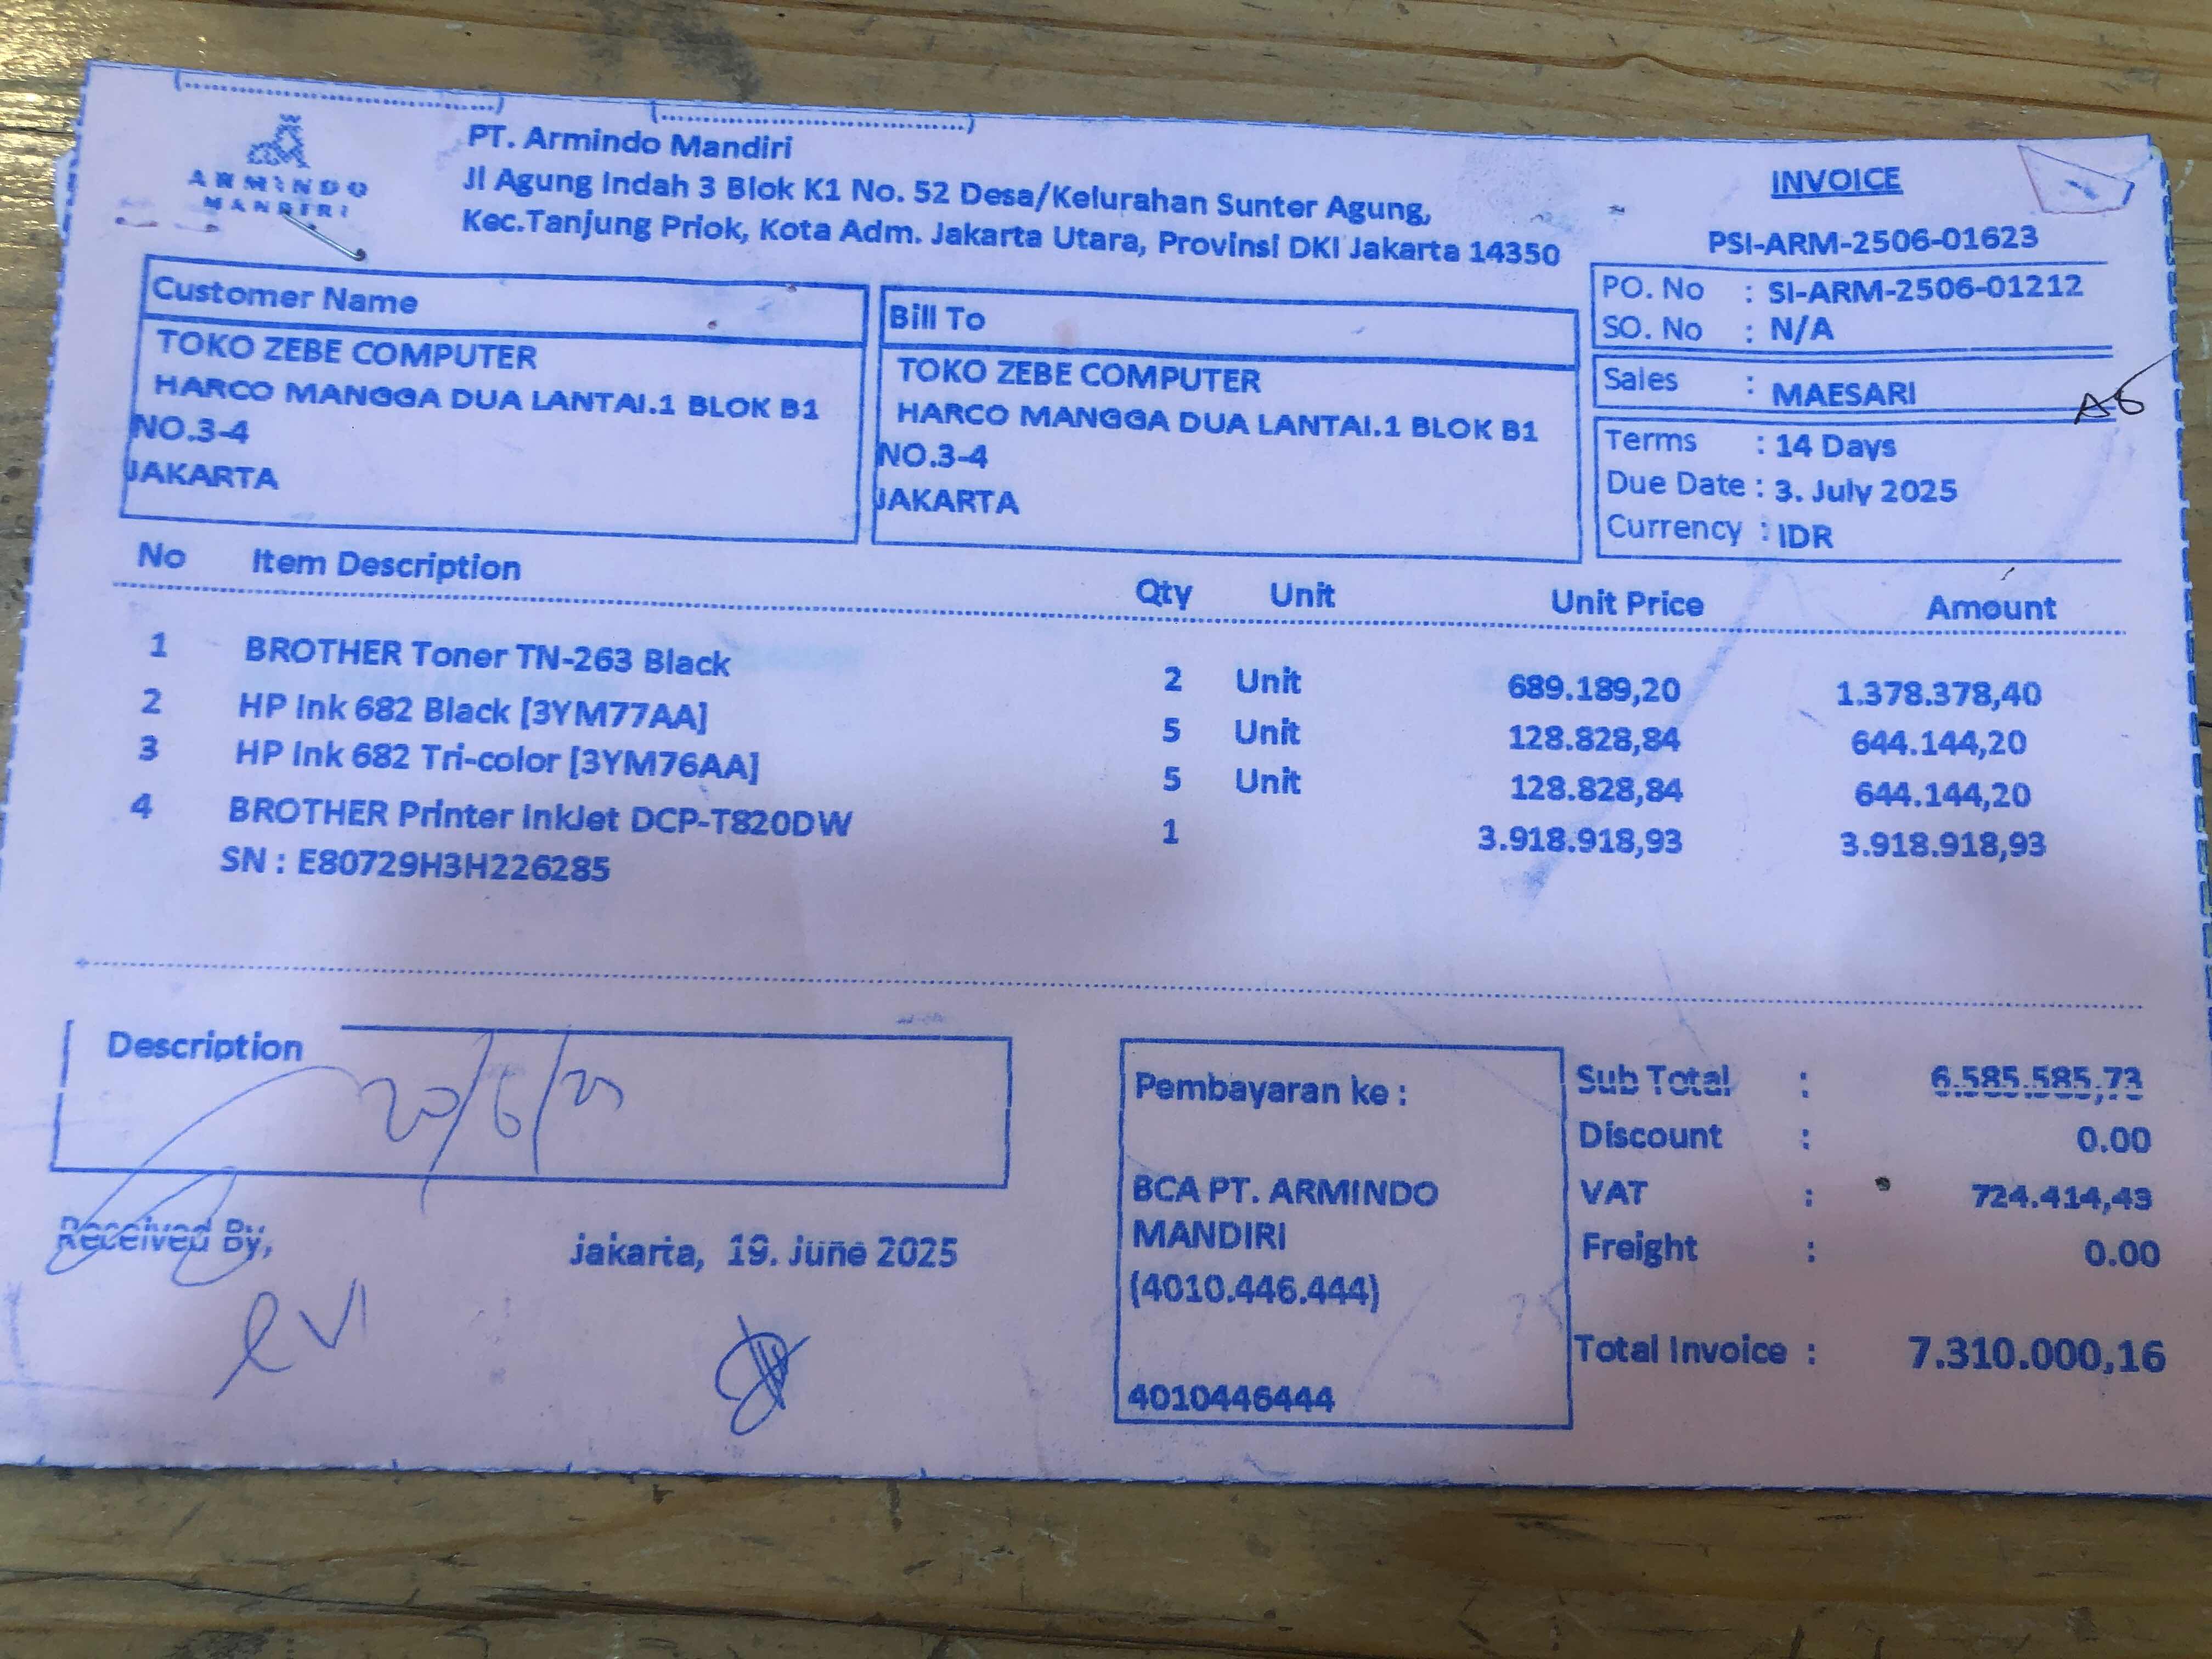 ARMINDO
MANDIRI
PT. Armindo Mandiri
Jl Agung Indah 3 Blok K1 No. 52 Desa/Kelurahan Sunter Agung,
Kec.Tanjung Priok, Kota Adm. Jakarta Utara, Provinsi DKI Jakarta 14350
INVOICE
PSI-ARM-2506-01623
PO. No : SI-ARM-2506-01212
SO. No : N/A
Sales : MAESARI
Terms : 14 Days
Due Date : 3. July 2025
Currency : IDR
Customer Name
TOKO ZEBE COMPUTER
HARCO MANGGA DUA LANTAI.1 BLOK B1
NO.3-4
JAKARTA
Bill To
TOKO ZEBE COMPUTER
HARCO MANGGA DUA LANTAI.1 BLOK B1
NO.3-4
JAKARTA
No Item Description Qty Unit Unit Price Amount
1 BROTHER Toner TN-263 Black 2 Unit 689.189,20 1.378.378,40
2 HP Ink 682 Black [3YM77AA] 5 Unit 128.828,84 644.144,20
3 HP Ink 682 Tri-color [3YM76AA] 5 Unit 128.828,84 644.144,20
4 BROTHER Printer InkJet DCP-T820DW 1 3.918.918,93 3.918.918,93
SN : E80729H3H226285
Description
20/6/25
Received By,
evi
Jakarta, 19. June 2025
Pembayaran ke :
BCA PT. ARMINDO
MANDIRI
(4010.446.444)
4010446444
Sub Total : 6.585.585,73
Discount : 0.00
VAT : 724.414,43
Freight : 0.00
Total Invoice : 7.310.000,16